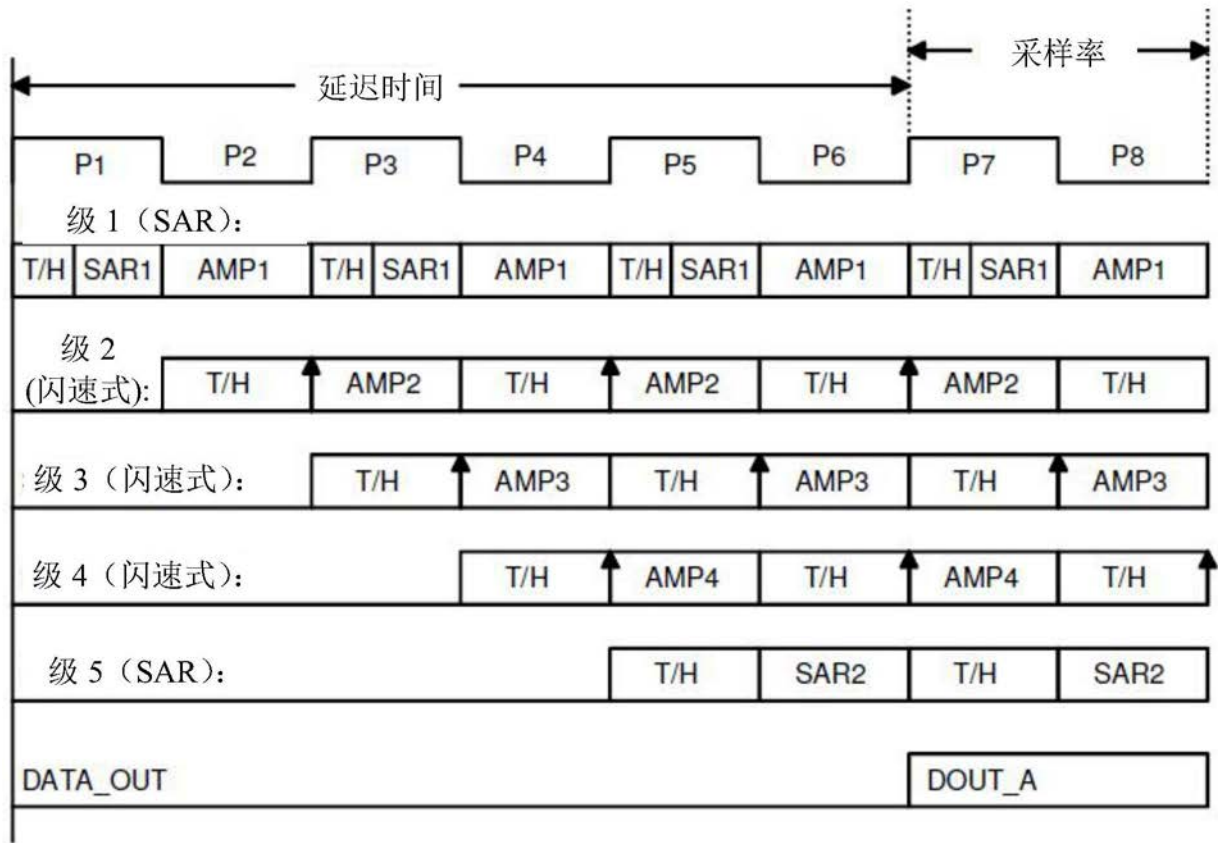 采样率
延迟时间
P1 P2 P3 P4 P5 P6 P7 P8
级 1（SAR）：
T/H SAR1 AMP1 T/H SAR1 AMP1 T/H SAR1 AMP1 T/H SAR1 AMP1
级 2
(闪速式):
T/H AMP2 T/H AMP2 T/H AMP2 T/H
级 3（闪速式）：
T/H AMP3 T/H AMP3 T/H AMP3
级 4（闪速式）：
T/H AMP4 T/H AMP4 T/H
级 5（SAR）：
T/H SAR2 T/H SAR2
DATA_OUT
DOUT_A